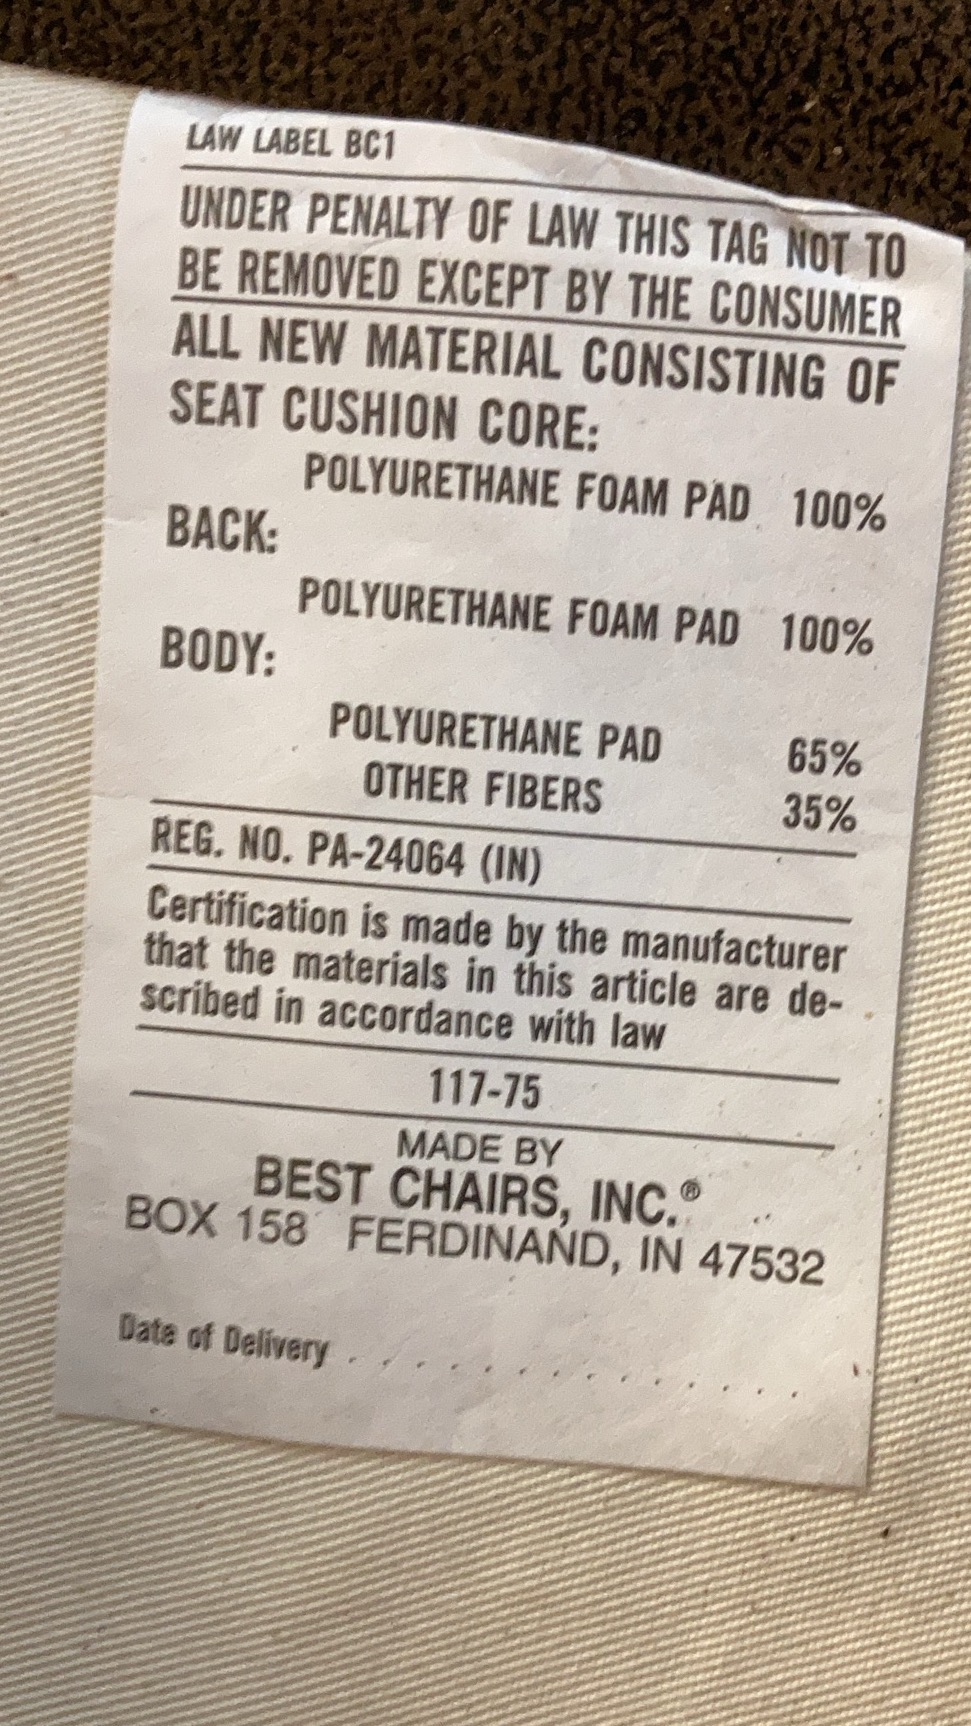 LAW LABEL BC1
UNDER PENALTY OF LAW THIS TAG NOT TO
BE REMOVED EXCEPT BY THE CONSUMER
ALL NEW MATERIAL CONSISTING OF
SEAT CUSHION CORE:
POLYURETHANE FOAM PAD 100%
BACK:
POLYURETHANE FOAM PAD 100%
BODY:
POLYURETHANE PAD 65%
OTHER FIBERS 35%
REG. NO. PA-24064 (IN)
Certification is made by the manufacturer
that the materials in this article are de-
scribed in accordance with law
117-75
MADE BY
BEST CHAIRS, INC.®
BOX 158 FERDINAND, IN 47532
Date of Delivery . . . . . . . . . . . . . .